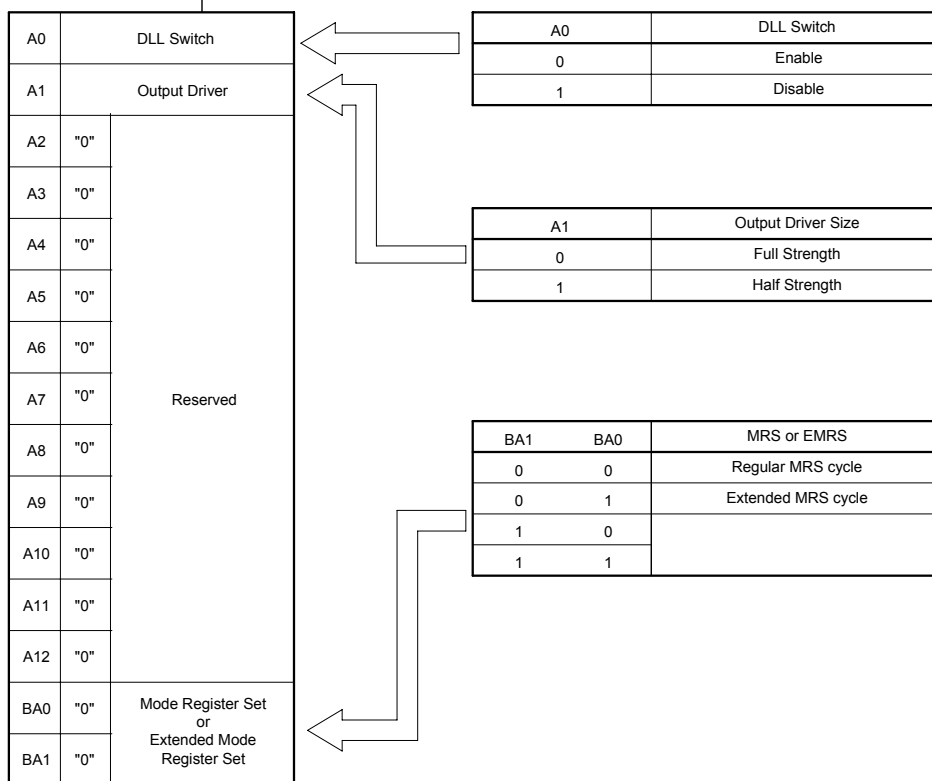 A0 DLL Switch
A1 Output Driver
A2 "0"
A3 "0"
A4 "0"
A5 "0"
A6 "0"
A7 "0" Reserved
A8 "0"
A9 "0"
A10 "0"
A11 "0"
A12 "0"
BA0 "0" Mode Register Set
or
Extended Mode
BA1 "0" Register Set
A0 DLL Switch
0 Enable
1 Disable
A1 Output Driver Size
0 Full Strength
1 Half Strength
BA1 BA0 MRS or EMRS
0 0 Regular MRS cycle
0 1 Extended MRS cycle
1 0
1 1